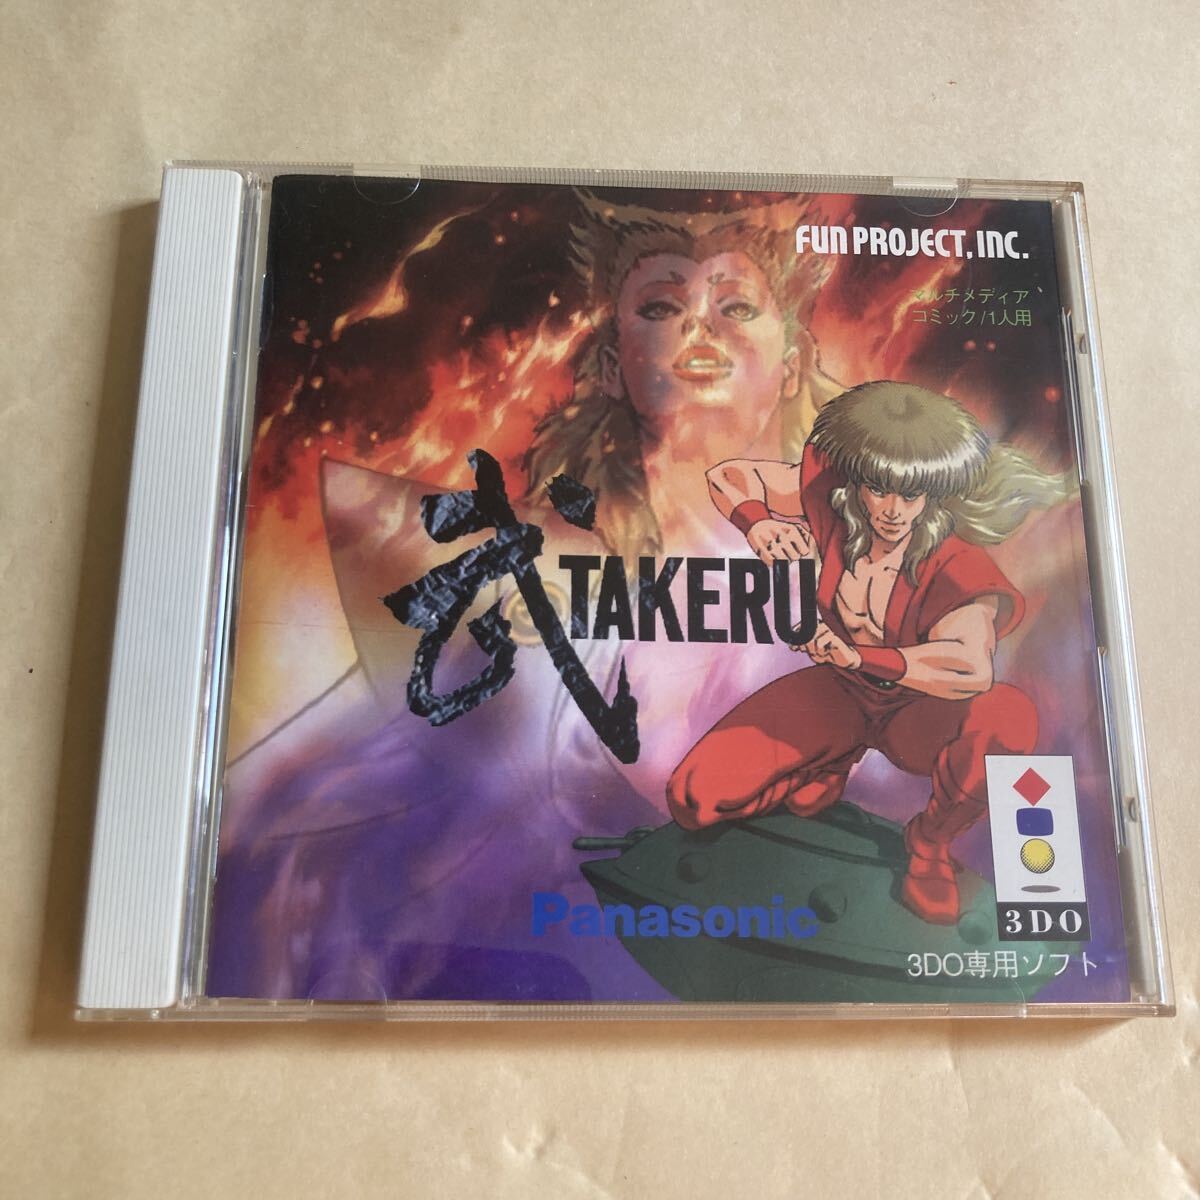 FUN PROJECT, INC.
マルチメディア
コミック/1人用
武 TAKERU
Panasonic
3DO
3DO専用ソフト